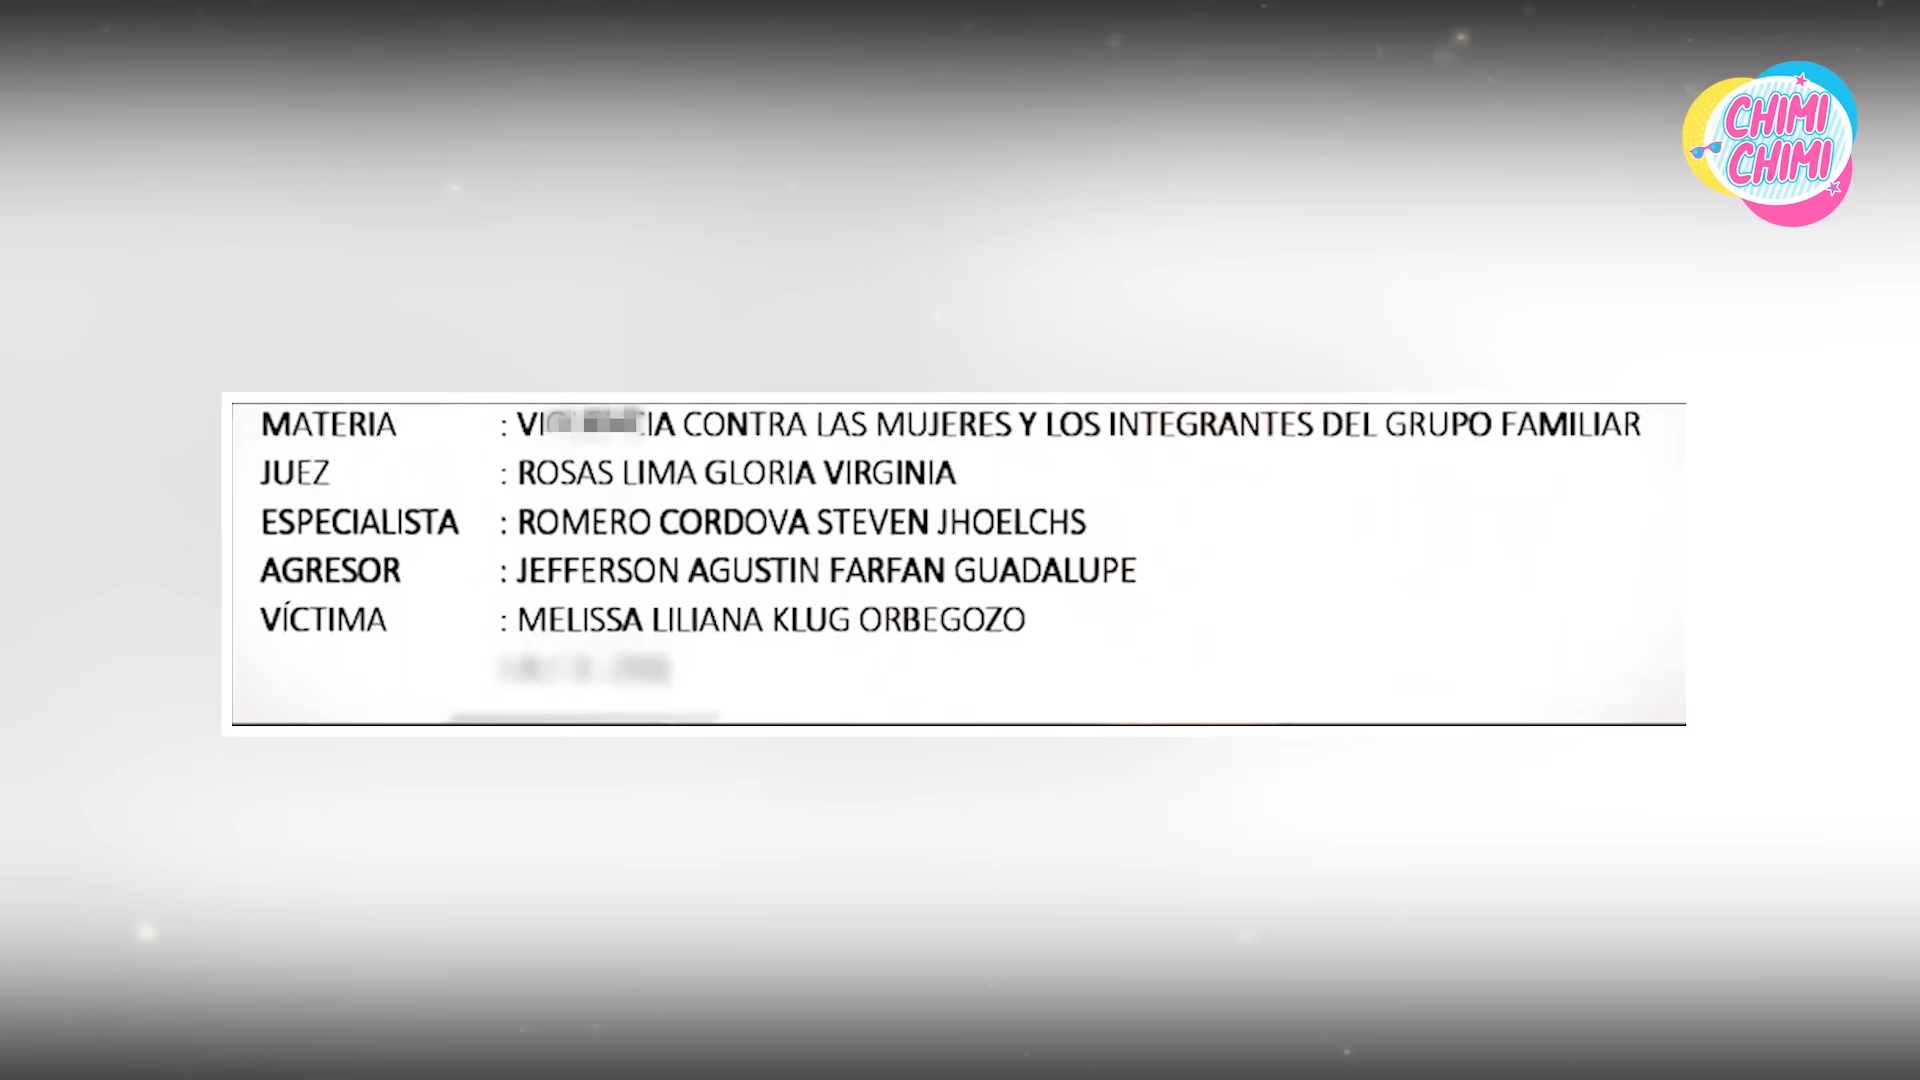 CHIMI
CHIMI
MATERIA : CONTRA LAS MUJERES Y LOS INTEGRANTES DEL GRUPO FAMILIAR
JUEZ : ROSAS LIMA GLORIA VIRGINIA
ESPECIALISTA : ROMERO CORDOVA STEVEN JHOELCHS
AGRESOR : JEFFERSON AGUSTIN FARFAN GUADALUPE
VÍCTIMA : MELISSA LILIANA KLUG ORBEGOZO